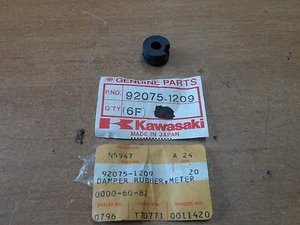 GENUINE PARTS
P.NO. 92075-1209
Q'TY (6F)
Kawasaki
MADE IN JAPAN
N994T A 24
92075-1209 20
DAMPER RUBBER,METER
0000-60-82
0796 T70771 0011420